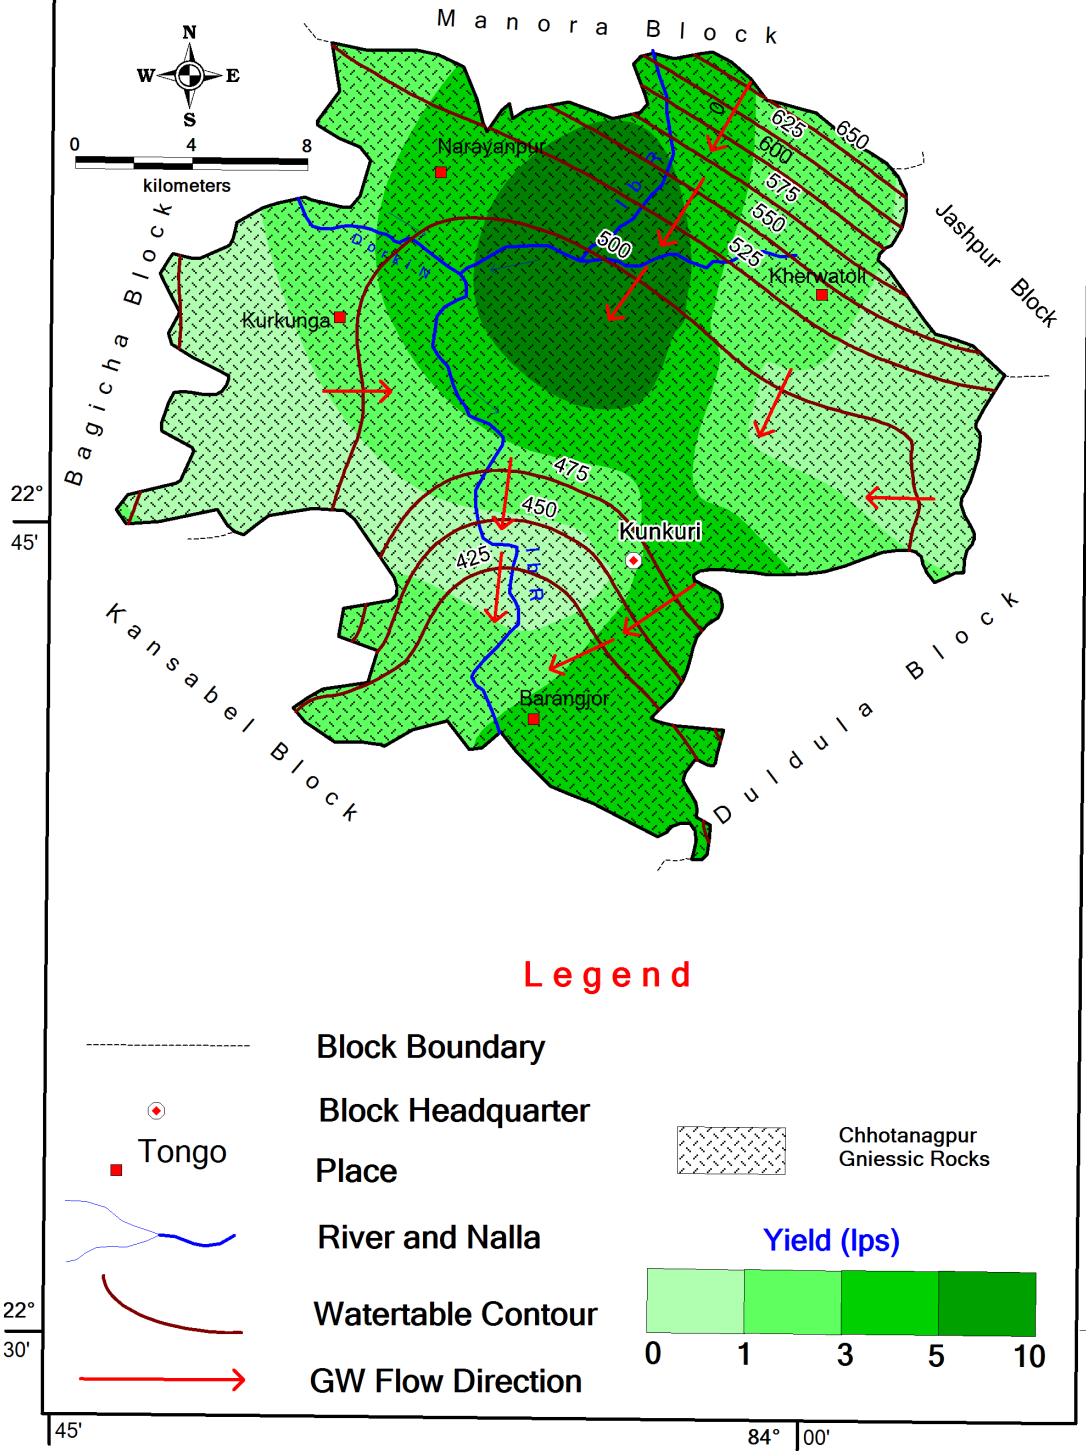 Manora Block
N
W E
S
0 4 8
kilometers
Narayanpur
625
650
600
575
550
525
500
Ib R
Dorki N
Kherwatoli
Kurkunga
Jashpur Block
Bagicha Block
22°
45'
475
450
425
Kunkuri
Ib R
Barangjor
Kansabel Block
Duldula Block
Legend
Block Boundary
Block Headquarter
Tongo
Place
River and Nalla
Watertable Contour
GW Flow Direction
Chhotanagpur
Gniessic Rocks
Yield (lps)
0 1 3 5 10
22°
30'
45'
84° 00'